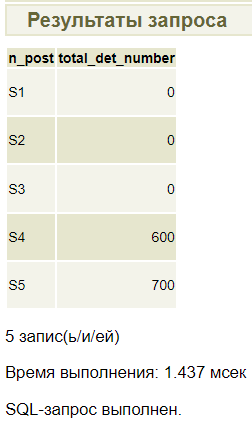 Результаты запроса
n_post total_det_number
S1 0
S2 0
S3 0
S4 600
S5 700
5 запис(ь/и/ей)
Время выполнения: 1.437 мсек
SQL-запрос выполнен.